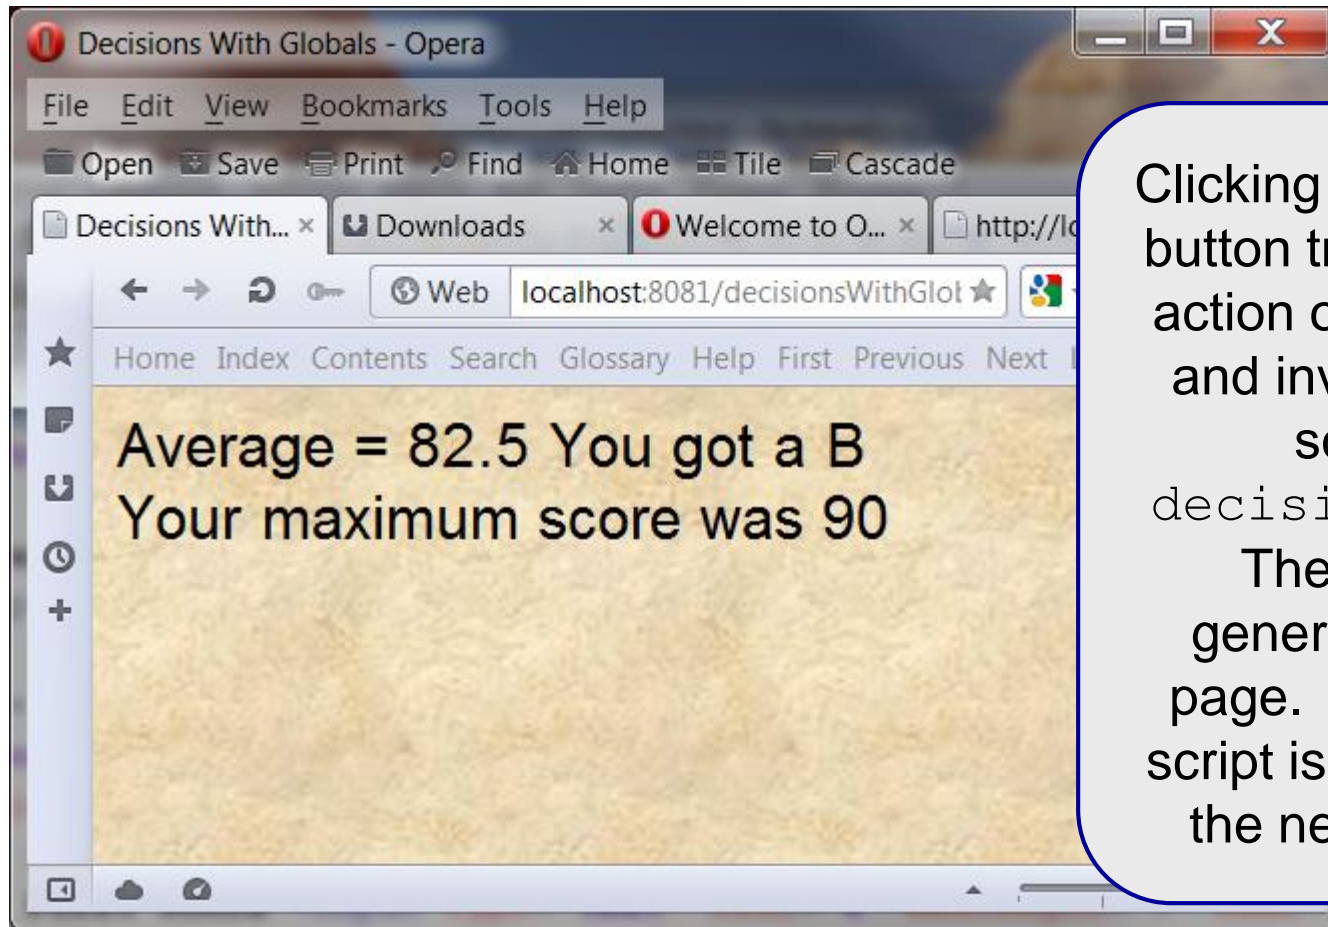 Decisions With Globals - Opera
File Edit View Bookmarks Tools Help
Open Save Print Find Home Tile Cascade
Decisions With... Downloads Welcome to O... http://lo
Web localhost:8081/decisionsWithGlo
Home Index Contents Search Glossary Help First Previous Next
Average = 82.5 You got a B
Your maximum score was 90
Clicking
button tr
action o
and inv
sc
decisi
The
gener
page.
script is
the ne